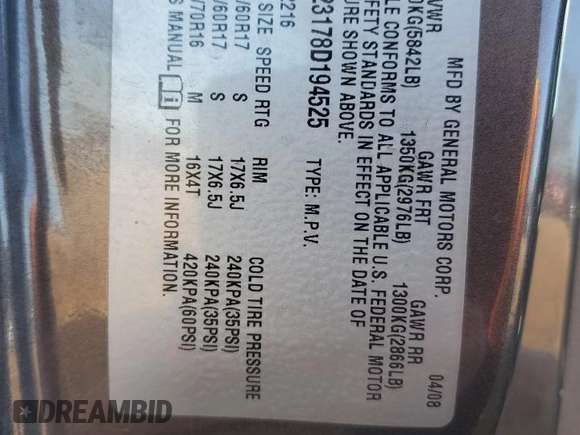 MFD BY GENERAL MOTORS CORP. 04/08
GVWR GAWR FRT GAWR RR
0KG(5842LB) 1350KG(2976LB) 1300KG(2866LB)
LE CONFORMS TO ALL APPLICABLE U.S. FEDERAL MOTOR
FETY STANDARDS IN EFFECT ON THE DATE OF
URE SHOWN ABOVE.
23178D194525 TYPE: M.P.V.
X216
SIZE SPEED RTG RIM COLD TIRE PRESSURE
/60R17 S 17X6.5J 240KPA(35PSI)
/60R17 S 17X6.5J 240KPA(35PSI)
/70R16 M 16X4T 420KPA(60PSI)
S MANUAL i FOR MORE INFORMATION.
DREAMBID